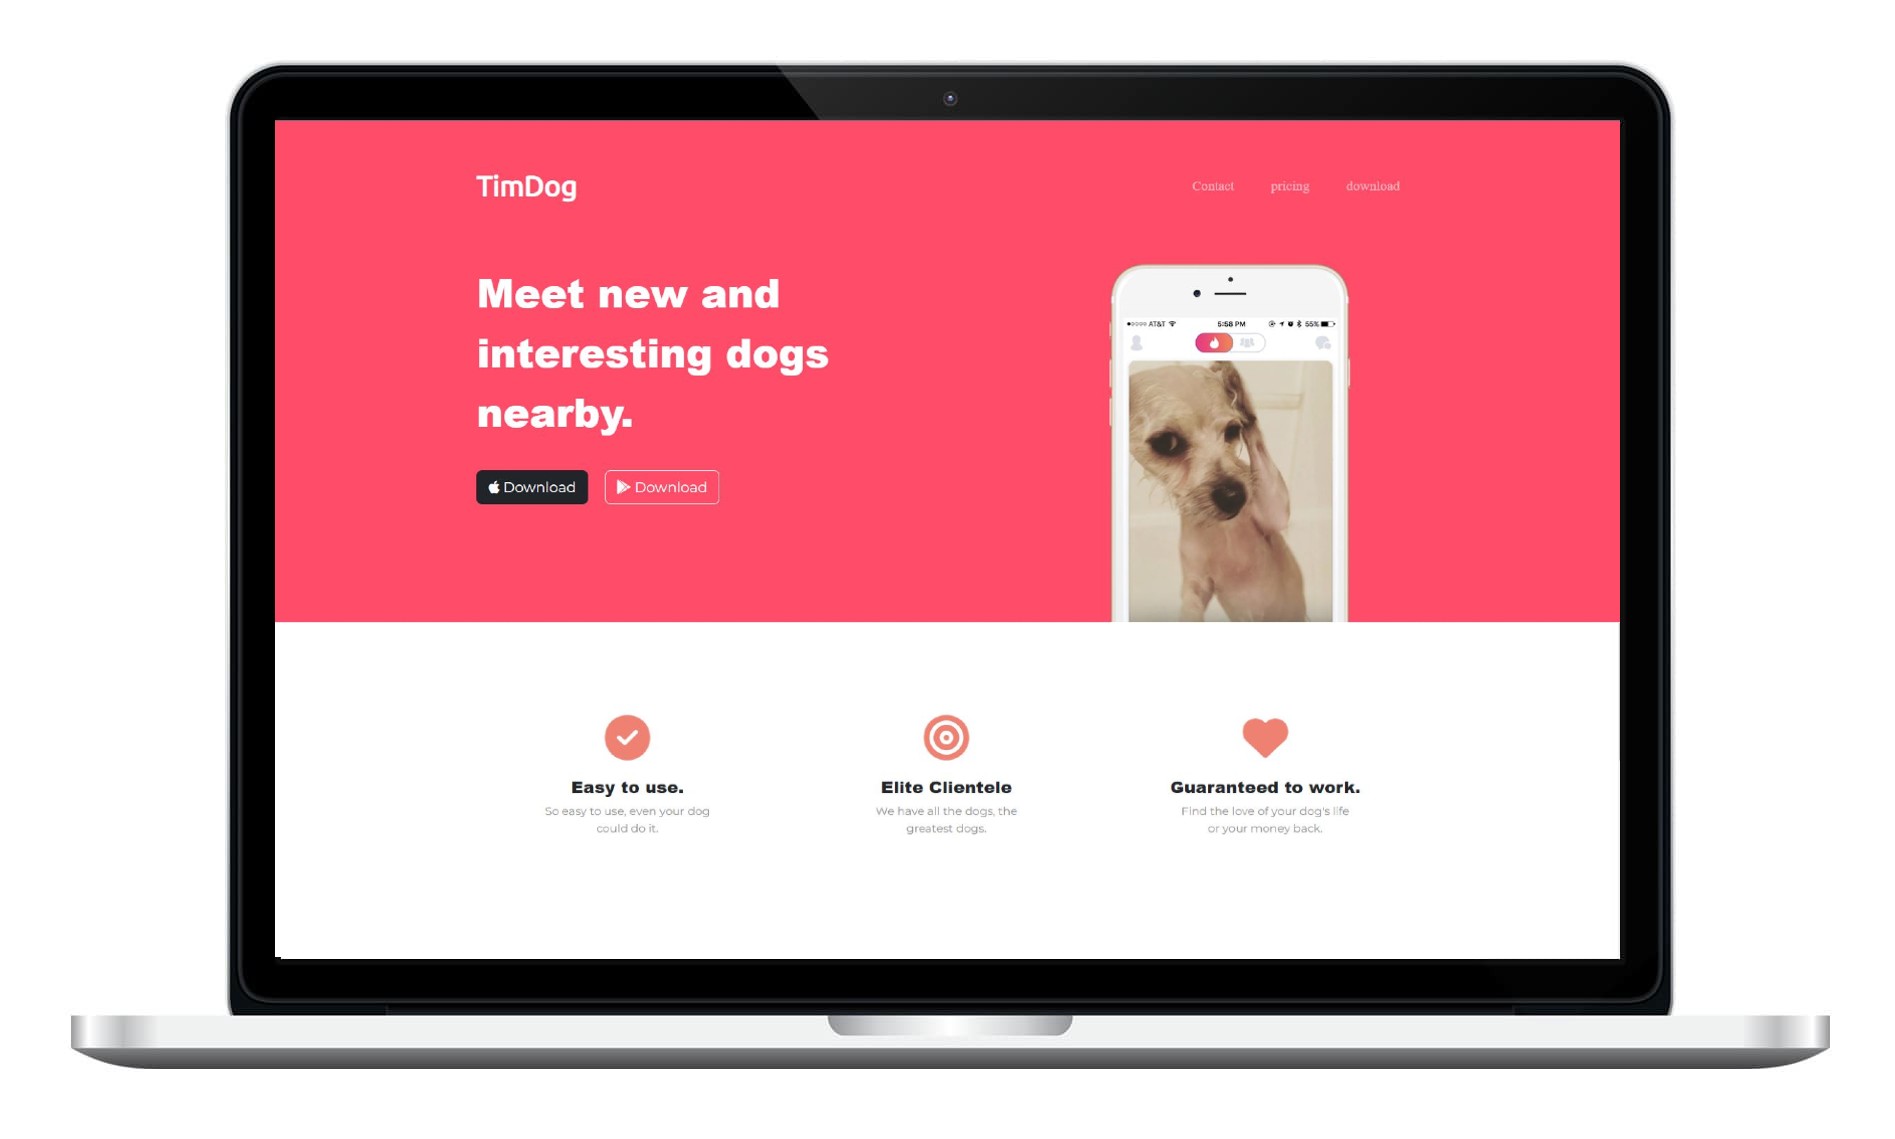 TimDog
Contact pricing download
Meet new and
interesting dogs
nearby.
Download Download
AT&T 5:58 PM 55%
Easy to use.
So easy to use, even your dog
could do it.
Elite Clientele
We have all the dogs, the
greatest dogs.
Guaranteed to work.
Find the love of your dog's life
or your money back.